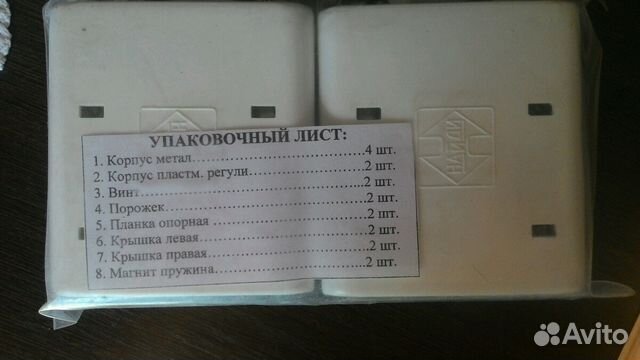 УПАКОВОЧНЫЙ ЛИСТ:
1. Корпус метал.....................................4 шт.
2. Корпус пластм. регули.......................2 шт.
3. Винт.................................................2 шт.
4. Порожек...........................................2 шт.
5. Планка опорная ...............................2 шт.
6. Крышка левая..................................2 шт.
7. Крышка правая................................2 шт.
8. Магнит пружина..............................2 шт.
НАЙДИ
Avito